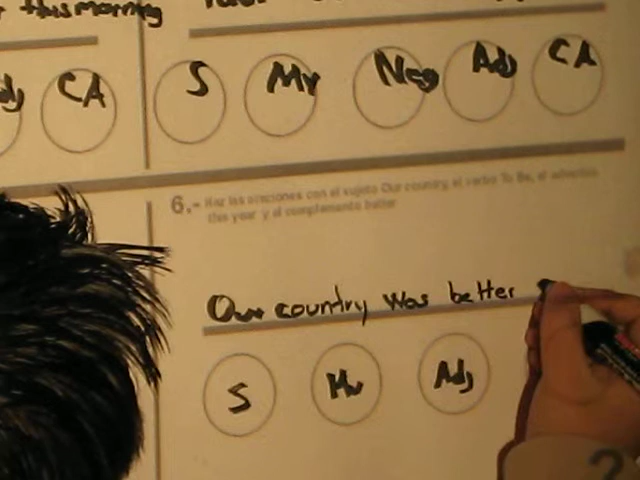 this morning
CA S Mv Neg Adj CA
6.- Haz las oraciones con el sujeto Our country, el verbo To Be, el adverbio
this year y el complemento better
Our country was better
S Mv Adj
?